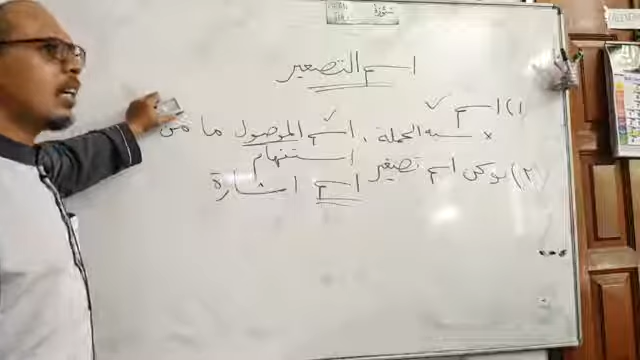 اسم التصغير
١) اسم ✓
× شبه الجملة ، اسم الموصول ✓ ما من
استفهام
٢) يوكن اسم تصغير
اسم اشارة